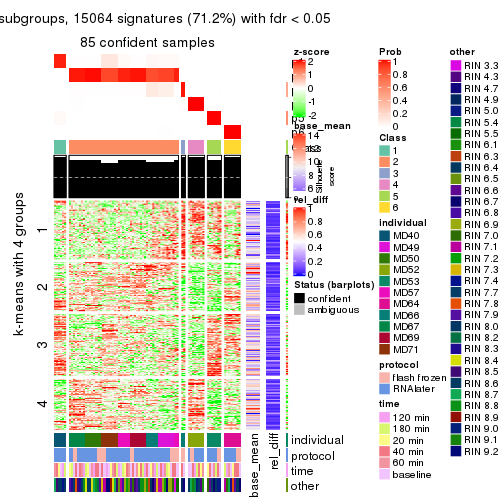 subgroups, 15064 signatures (71.2%) with fdr < 0.05
85 confident samples
k-means with 4 groups
1
2
3
4
Silhouette score
base_mean
rel_diff
individual
protocol
time
other
z-score
2
1
0
-1
-2
base_mean
14
12
10
8
6
rel_diff
1
0.8
0.6
0.4
0.2
0
Status (barplots)
confident
ambiguous
Prob
1
0.8
0.6
0.4
0.2
0
Class
1
2
3
4
5
6
individual
MD40
MD49
MD50
MD52
MD53
MD57
MD64
MD66
MD67
MD69
MD71
protocol
flash frozen
RNAlater
time
120 min
180 min
20 min
40 min
60 min
baseline
other
RIN 3.3
RIN 4.3
RIN 4.7
RIN 4.9
RIN 5.0
RIN 5.4
RIN 5.5
RIN 6.1
RIN 6.3
RIN 6.4
RIN 6.5
RIN 6.6
RIN 6.7
RIN 6.8
RIN 6.9
RIN 7.0
RIN 7.1
RIN 7.2
RIN 7.3
RIN 7.4
RIN 7.7
RIN 7.8
RIN 7.9
RIN 8.0
RIN 8.2
RIN 8.3
RIN 8.4
RIN 8.5
RIN 8.6
RIN 8.7
RIN 8.8
RIN 8.9
RIN 9.0
RIN 9.1
RIN 9.2